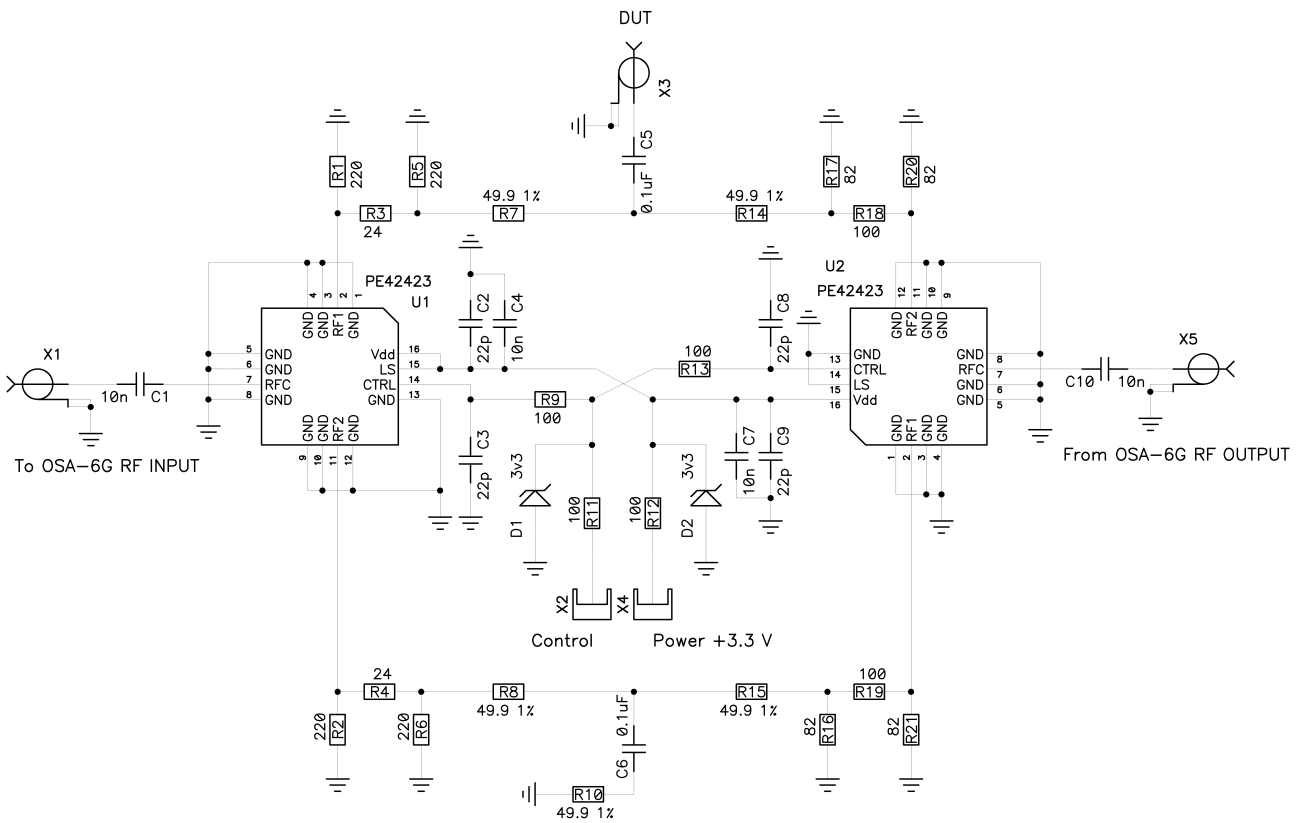 DUT
X3
C5
0.1uF
R1
220
R5
220
R17
82
R20
82
49.9 1%
49.9 1%
R3
R7
R14
R18
24
100
PE42423
U1
U2
PE42423
4
3
2
1
GND
GND
RF1
GND
12
11
10
9
GND
RF2
GND
GND
C2
22p
C4
10n
C8
22p
X1
10n
C1
5
GND
6
GND
7
RFC
8
GND
Vdd
16
LS
15
CTRL
14
GND
13
GND
GND
RF2
GND
9
10
11
12
100
R13
R9
100
13
GND
14
CTRL
15
LS
16
Vdd
GND
8
RFC
7
GND
6
GND
5
GND
RF1
GND
GND
1
2
3
4
C10
10n
X5
To OSA-6G RF INPUT
From OSA-6G RF OUTPUT
C3
22p
3v3
D1
100
R11
100
R12
3v3
D2
C7
10n
C9
22p
X2
X4
Control
Power +3.3 V
24
100
R4
R8
R15
R19
49.9 1%
49.9 1%
220
R2
220
R6
0.1uF
C6
82
R16
82
R21
R10
49.9 1%